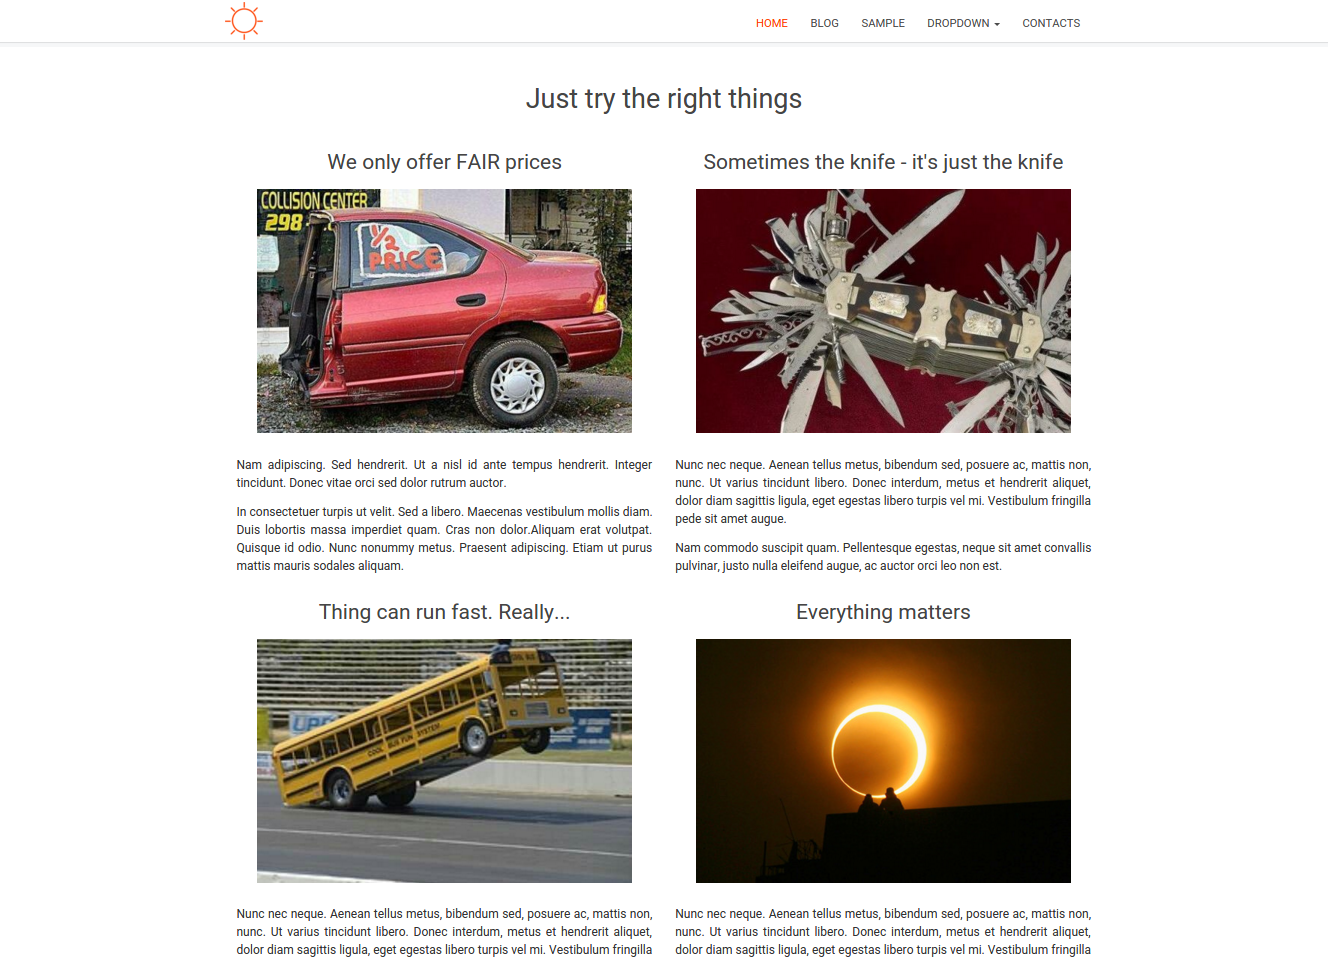 HOME BLOG SAMPLE DROPDOWN CONTACTS
Just try the right things
We only offer FAIR prices
COLLISION CENTER
298
1/2
PRICE
Nam adipiscing. Sed hendrerit. Ut a nisl id ante tempus hendrerit. Integer
tincidunt. Donec vitae orci sed dolor rutrum auctor.
In consectetuer turpis ut velit. Sed a libero. Maecenas vestibulum mollis diam.
Duis lobortis massa imperdiet quam. Cras non dolor.Aliquam erat volutpat.
Quisque id odio. Nunc nonummy metus. Praesent adipiscing. Etiam ut purus
mattis mauris sodales aliquam.
Sometimes the knife - it's just the knife
Nunc nec neque. Aenean tellus metus, bibendum sed, posuere ac, mattis non,
nunc. Ut varius tincidunt libero. Donec interdum, metus et hendrerit aliquet,
dolor diam sagittis ligula, eget egestas libero turpis vel mi. Vestibulum fringilla
pede sit amet augue.
Nam commodo suscipit quam. Pellentesque egestas, neque sit amet convallis
pulvinar, justo nulla eleifend augue, ac auctor orci leo non est.
Thing can run fast. Really...
COOL BUS
COOL BUS FUN SYSTEM
Nunc nec neque. Aenean tellus metus, bibendum sed, posuere ac, mattis non,
nunc. Ut varius tincidunt libero. Donec interdum, metus et hendrerit aliquet,
dolor diam sagittis ligula, eget egestas libero turpis vel mi. Vestibulum fringilla
Everything matters
Nunc nec neque. Aenean tellus metus, bibendum sed, posuere ac, mattis non,
nunc. Ut varius tincidunt libero. Donec interdum, metus et hendrerit aliquet,
dolor diam sagittis ligula, eget egestas libero turpis vel mi. Vestibulum fringilla